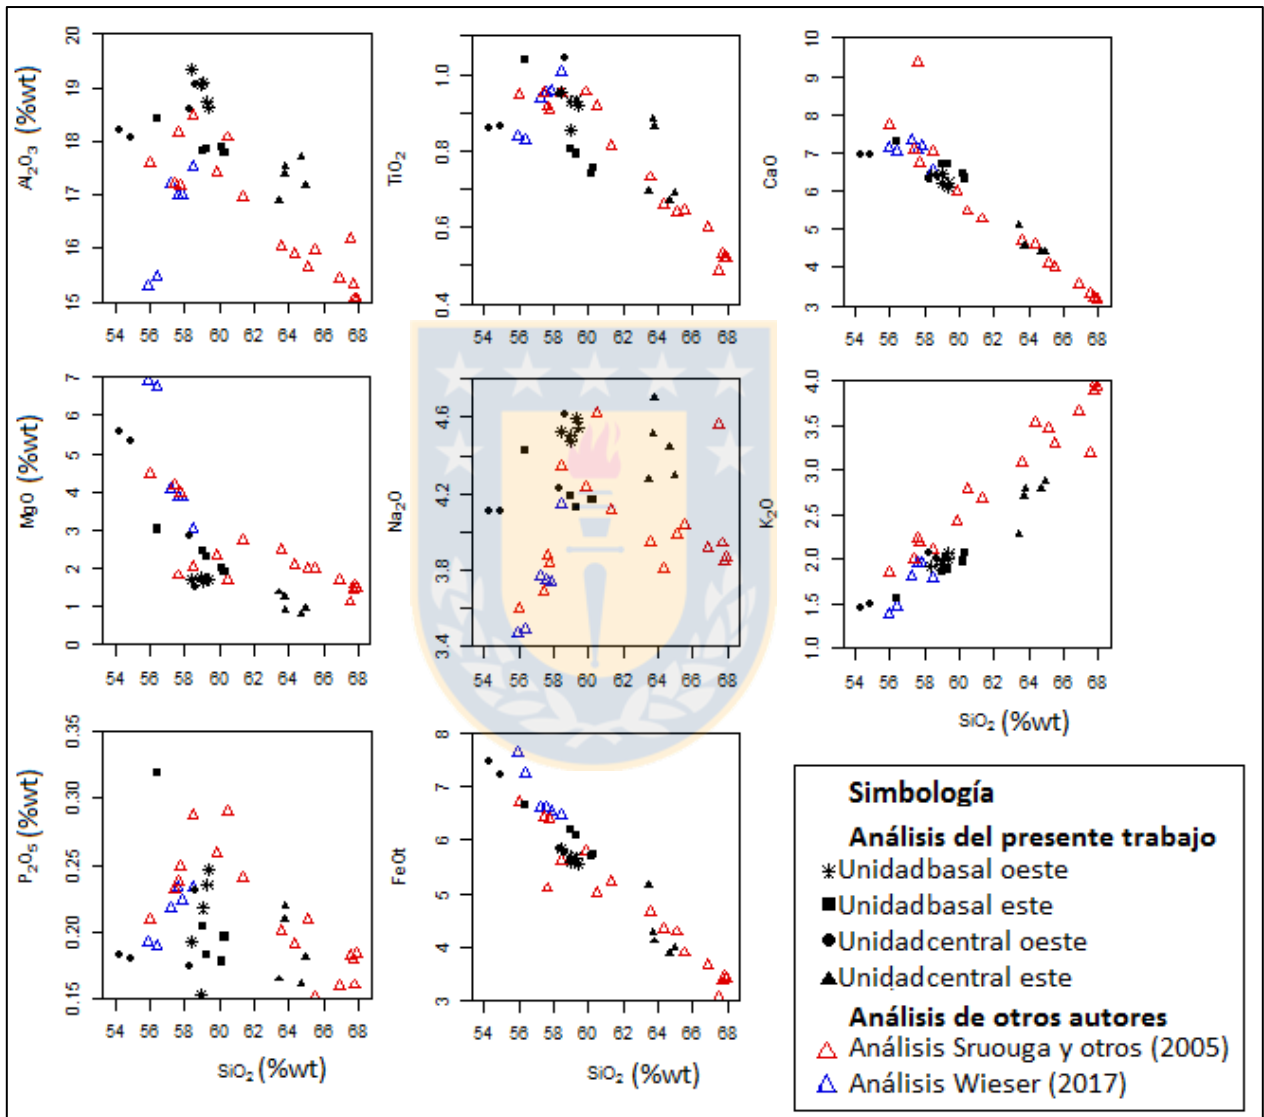 Al₂O₃ (%wt)
20
19
18
17
16
15
54 56 58 60 62 64 66 68
TiO₂
1.0
0.8
0.6
0.4
54 56 58 60 62 64 66 68
CaO
10
9
8
7
6
5
4
3
54 56 58 60 62 64 66 68
MgO (%wt)
7
6
5
4
3
2
1
0
54 56 58 60 62 64 66 68
Na₂O
4.6
4.2
3.8
3.4
54 56 58 60 62 64 66 68
K₂O
4.0
3.5
3.0
2.5
2.0
1.5
1.0
54 56 58 60 62 64 66 68
SiO₂ (%wt)
P₂O₅ (%wt)
0.35
0.30
0.25
0.20
0.15
54 56 58 60 62 64 66 68
SiO₂ (%wt)
FeOt
8
7
6
5
4
3
54 56 58 60 62 64 66 68
SiO₂ (%wt)
Simbología
Análisis del presente trabajo
Unidadbasal oeste
Unidadbasal este
Unidadcentral oeste
Unidadcentral este
Análisis de otros autores
Análisis Sruouga y otros (2005)
Análisis Wieser (2017)